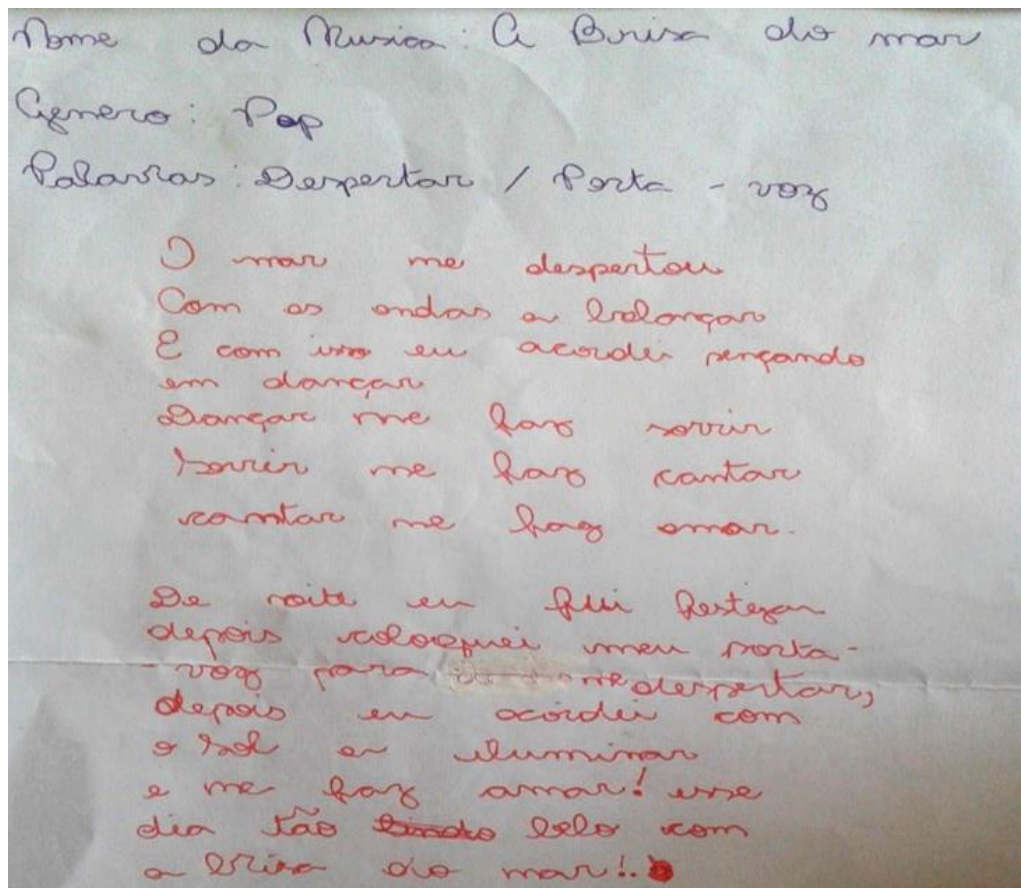 Nome da Musica: A Brisa do mar
Genero: Pop
Palavras: Despertar / Porta - voz
O mar me despertou
Com as ondas a balançar
E com isso eu acordei pençando
em dançar
Dançar me faz sorrir
Sorrir me faz cantar
cantar me faz amar.
De noite eu fui festejar
depois coloquei meu porta-
- voz para me despertar,
depois eu acordei com
o sol a iluminar
e me faz amar! esse
dia tão lindo belo com
a brisa do mar!.